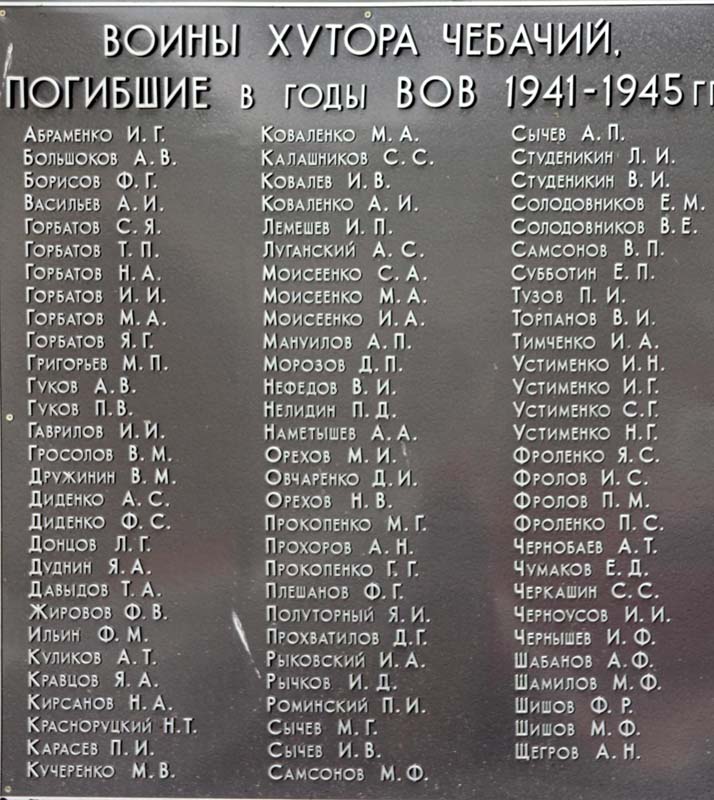 ВОИНЫ ХУТОРА ЧЕБАЧИЙ,
ПОГИБШИЕ В ГОДЫ ВОВ 1941-1945 ГГ
АБРАМЕНКО И. Г.
БОЛЬШОКОВ А. В.
БОРИСОВ Ф. Г.
ВАСИЛЬЕВ А. И.
ГОРБАТОВ С. Я.
ГОРБАТОВ Т. П.
ГОРБАТОВ Н. А.
ГОРБАТОВ И. И.
ГОРБАТОВ М. А.
ГОРБАТОВ Я. Г.
ГРИГОРЬЕВ М. П.
ГУКОВ А. В.
ГУКОВ П. В.
ГАВРИЛОВ И. И.
ГРОСОЛОВ В. М.
ДРУЖИНИН В. М.
ДИДЕНКО А. С.
ДИДЕНКО Ф. С.
ДОНЦОВ Л. Г.
ДУДНИН Я. А.
ДАВЫДОВ Т. А.
ЖИРОВОВ Ф. В.
ИЛЬИН Ф. М.
КУЛИКОВ А. Т.
КРАВЦОВ Я. А.
КИРСАНОВ Н. А.
КРАСНОРУЦКИЙ Н. Т.
КАРАСЕВ П. И.
КУЧЕРЕНКО М. В.
КОВАЛЕНКО М. А.
КАЛАШНИКОВ С. С.
КОВАЛЕВ И. В.
КОВАЛЕНКО А. И.
ЛЕМЕШЕВ И. П.
ЛУГАНСКИЙ А. С.
МОИСЕЕНКО С. А.
МОИСЕЕНКО М. А.
МОИСЕЕНКО И. А.
МАНУИЛОВ А. П.
МОРОЗОВ Д. П.
НЕФЕДОВ В. И.
НЕЛИДИН П. Д.
НАМЕТЫШЕВ А. А.
ОРЕХОВ М. И.
ОВЧАРЕНКО Д. И.
ОРЕХОВ Н. В.
ПРОКОПЕНКО М. Г.
ПРОХОРОВ А. Н.
ПРОКОПЕНКО Г. Г.
ПЛЕШАНОВ Ф. Г.
ПОЛУТОРНЫЙ Я. И.
ПРОХВАТИЛОВ Д. Г.
РЫКОВСКИЙ И. А.
РЫЧКОВ И. Д.
РОМИНСКИЙ П. И.
СЫЧЕВ М. Г.
СЫЧЕВ И. В.
САМСОНОВ М. Ф.
СЫЧЕВ А. П.
СТУДЕНИКИН Л. И.
СТУДЕНИКИН В. И.
СОЛОДОВНИКОВ Е. М.
СОЛОДОВНИКОВ В. Е.
САМСОНОВ В. П.
СУББОТИН Е. П.
ТУЗОВ П. И.
ТОРПАНОВ В. И.
ТИМЧЕНКО И. А.
УСТИМЕНКО И. Н.
УСТИМЕНКО И. Г.
УСТИМЕНКО С. Г.
УСТИМЕНКО Н. Г.
ФРОЛЕНКО Я. С.
ФРОЛОВ И. С.
ФРОЛОВ П. М.
ФРОЛЕНКО П. С.
ЧЕРНОБАЕВ А. Т.
ЧУМАКОВ Е. Д.
ЧЕРКАШИН С. С.
ЧЕРНОУСОВ И. И.
ЧЕРНЫШЕВ И. Ф.
ШАБАНОВ А. Ф.
ШАМИЛОВ М. Ф.
ШИШОВ Ф. Р.
ШИШОВ М. Ф.
ЩЕГРОВ А. Н.